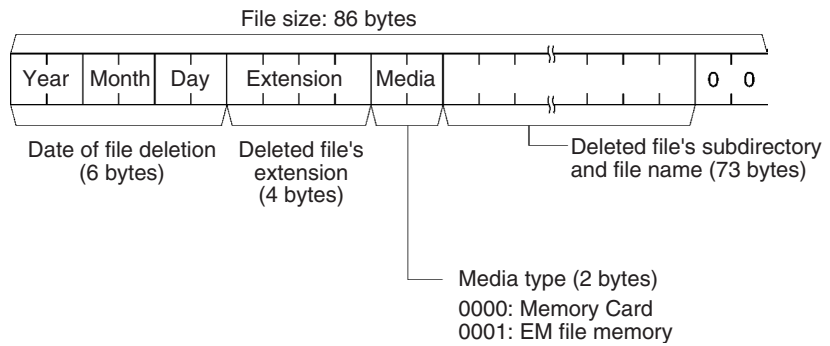 File size: 86 bytes
Year Month Day Extension Media 0 0
Date of file deletion
(6 bytes)
Deleted file's
extension
(4 bytes)
Deleted file's subdirectory
and file name (73 bytes)
Media type (2 bytes)
0000: Memory Card
0001: EM file memory